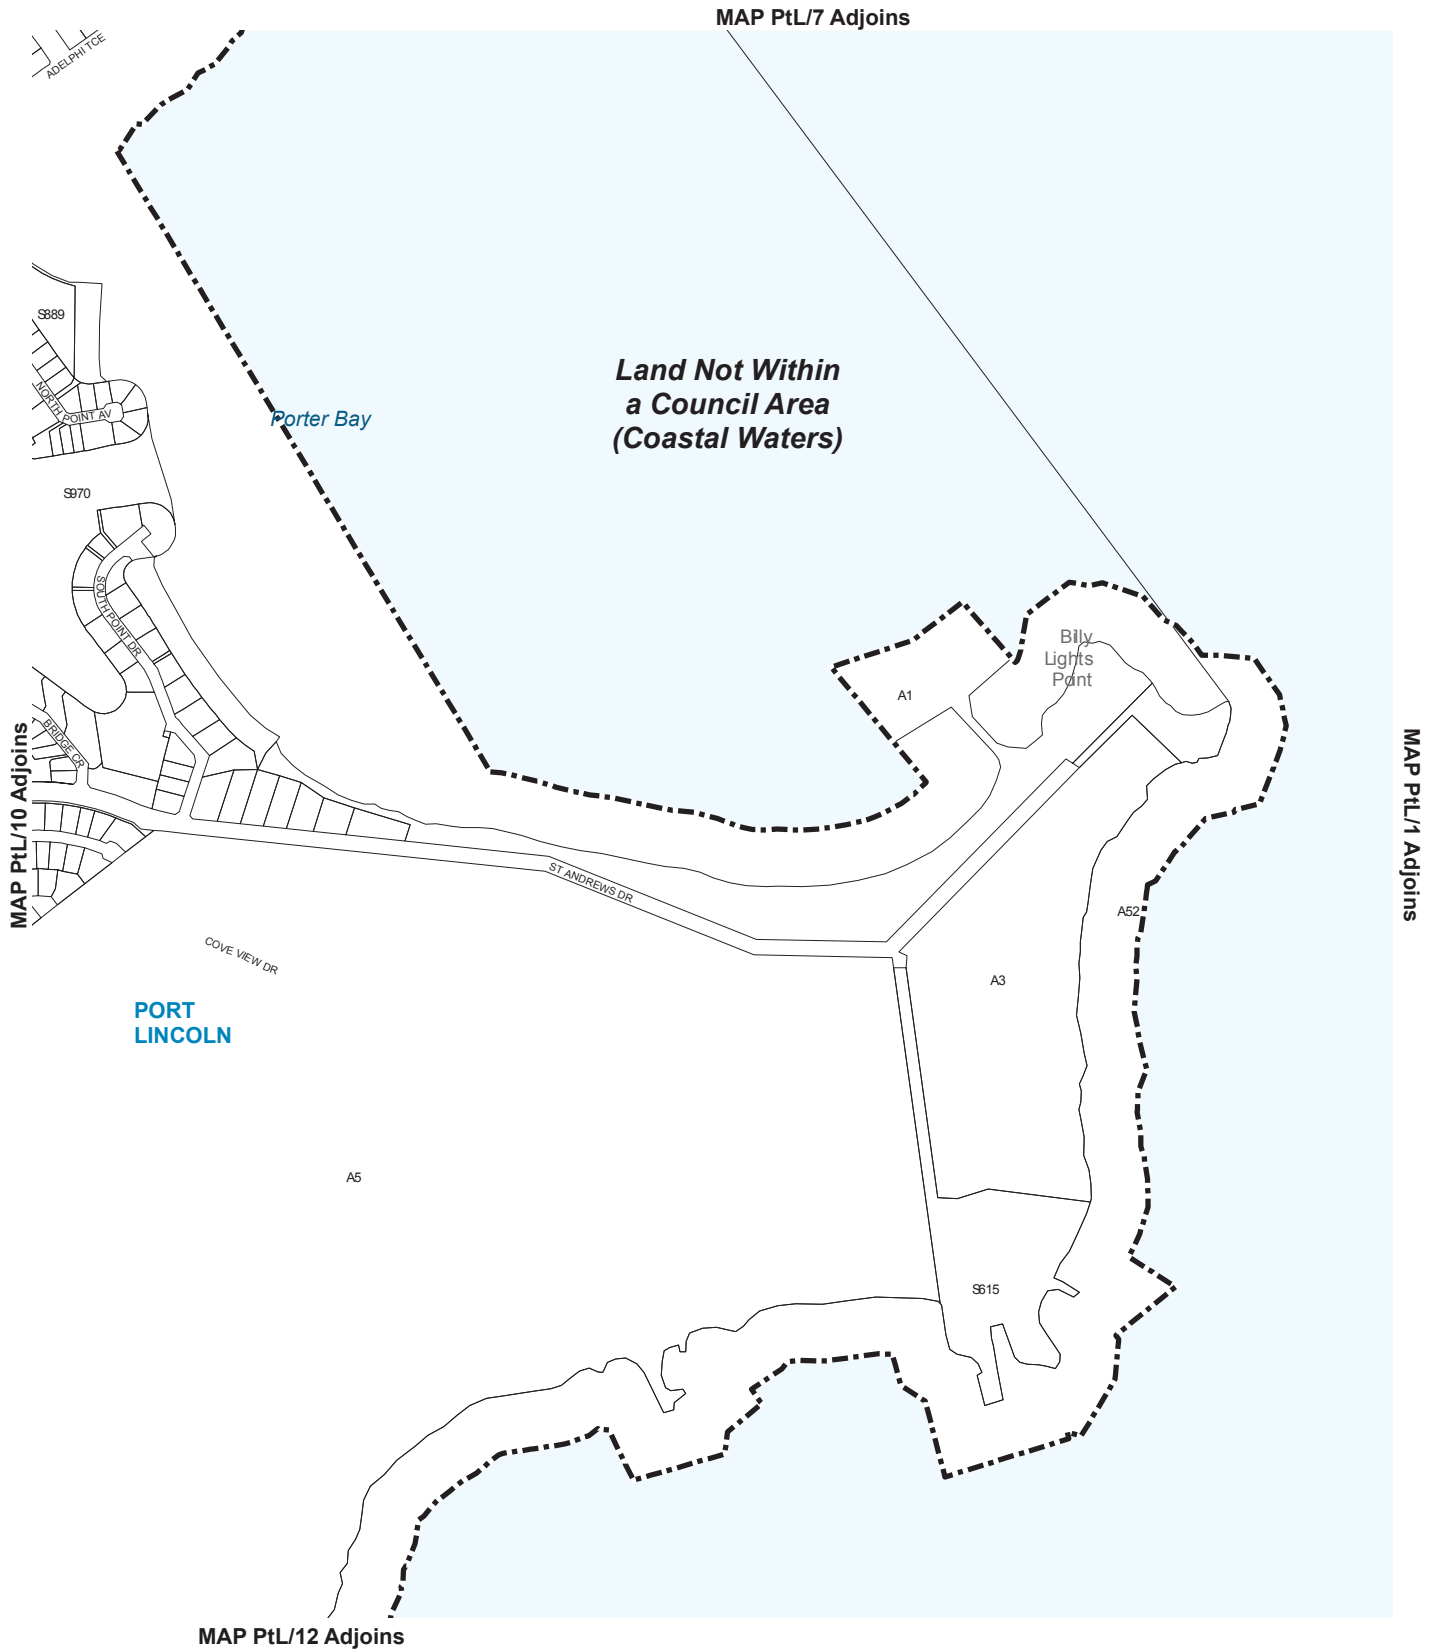 MAP PtL/7 Adjoins
ADELPHI TCE
S889
NORTH POINT AV
Porter Bay
Land Not Within
a Council Area
(Coastal Waters)
S970
SOUTH POINT DR
Billy
Lights
Point
A1
BRIDGE CR
MAP PtL/10 Adjoins
MAP PtL/1 Adjoins
ST ANDREWS DR
A52
COVE VIEW DR
A3
PORT
LINCOLN
A5
S615
MAP PtL/12 Adjoins